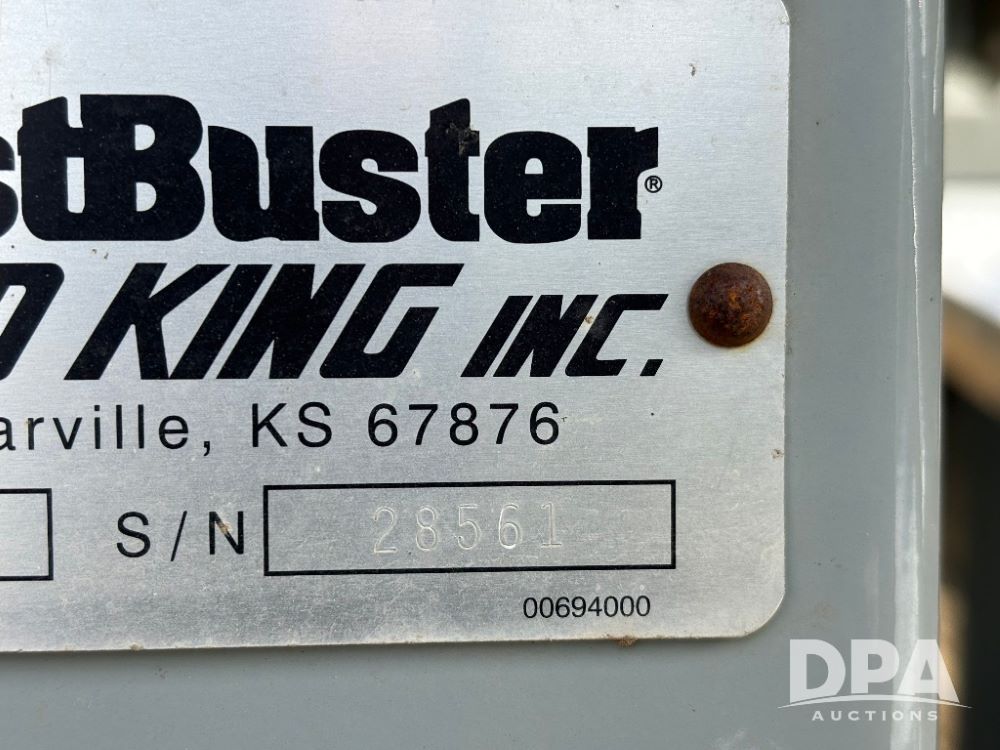 stBuster®
D KING INC.
arville, KS 67876
S/N 28561
00694000
DPA
AUCTIONS